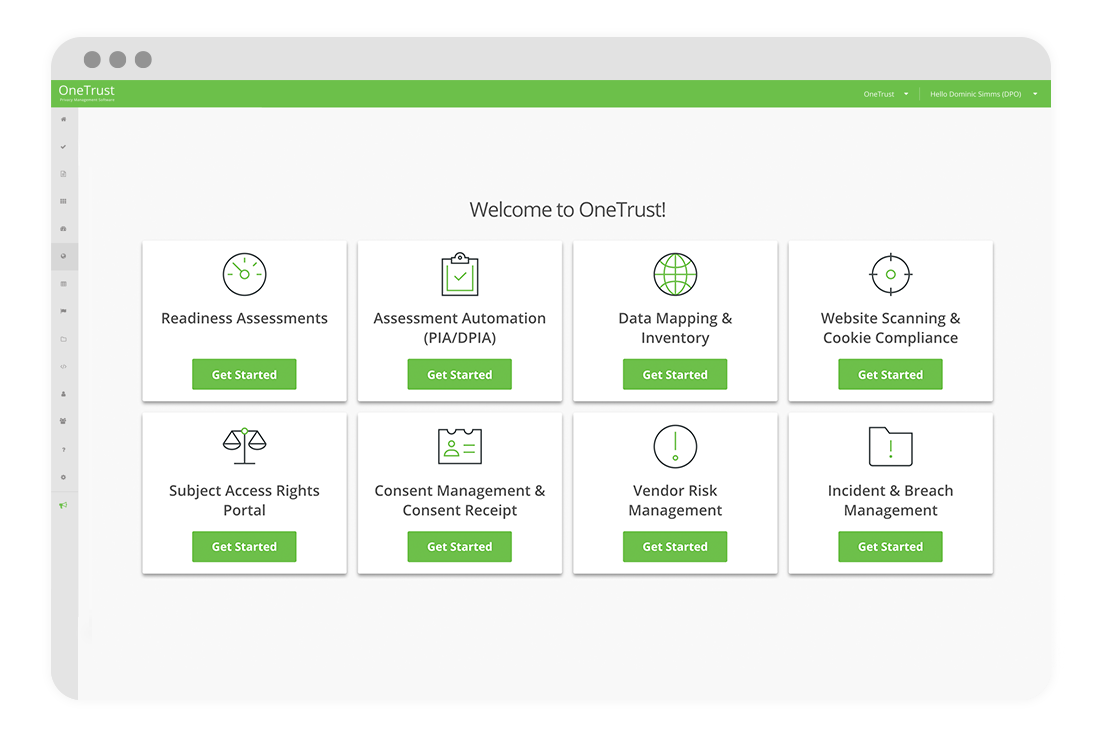 OneTrust
Privacy Management Software
OneTrust
Hello Dominic Simms (DPO)
Welcome to OneTrust!
Readiness Assessments
Get Started
Assessment Automation
(PIA/DPIA)
Get Started
Data Mapping &
Inventory
Get Started
Website Scanning &
Cookie Compliance
Get Started
Subject Access Rights
Portal
Get Started
Consent Management &
Consent Receipt
Get Started
Vendor Risk
Management
Get Started
Incident & Breach
Management
Get Started